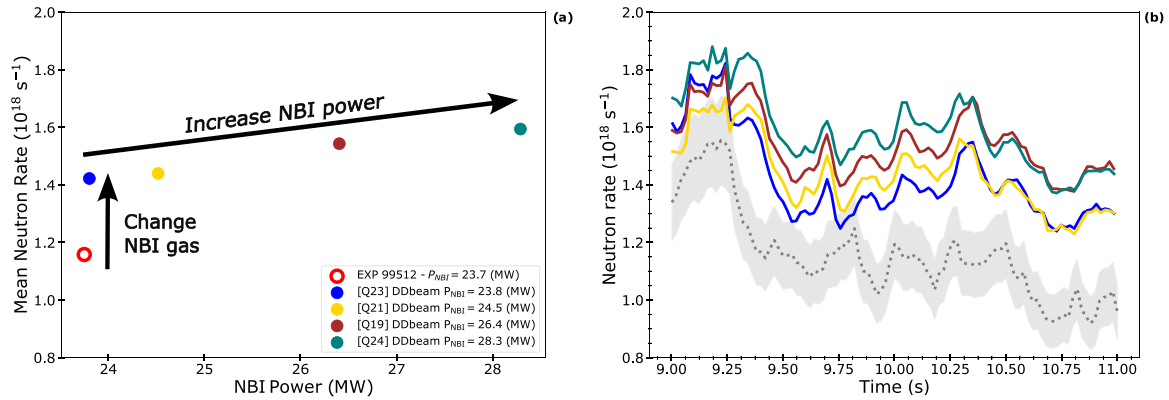 (a)
Mean Neutron Rate (10¹⁸ s⁻¹)
2.0
1.8
1.6
1.4
1.2
1.0
0.8
Increase NBI power
Change
NBI gas
EXP 99512 - P_NBI = 23.7 (MW)
[Q23] DDbeam P_NBI = 23.8 (MW)
[Q21] DDbeam P_NBI = 24.5 (MW)
[Q19] DDbeam P_NBI = 26.4 (MW)
[Q24] DDbeam P_NBI = 28.3 (MW)
24 25 26 27 28
NBI Power (MW)
(b)
Neutron rate (10¹⁸ s⁻¹)
2.0
1.8
1.6
1.4
1.2
1.0
0.8
9.00 9.25 9.50 9.75 10.00 10.25 10.50 10.75 11.00
Time (s)